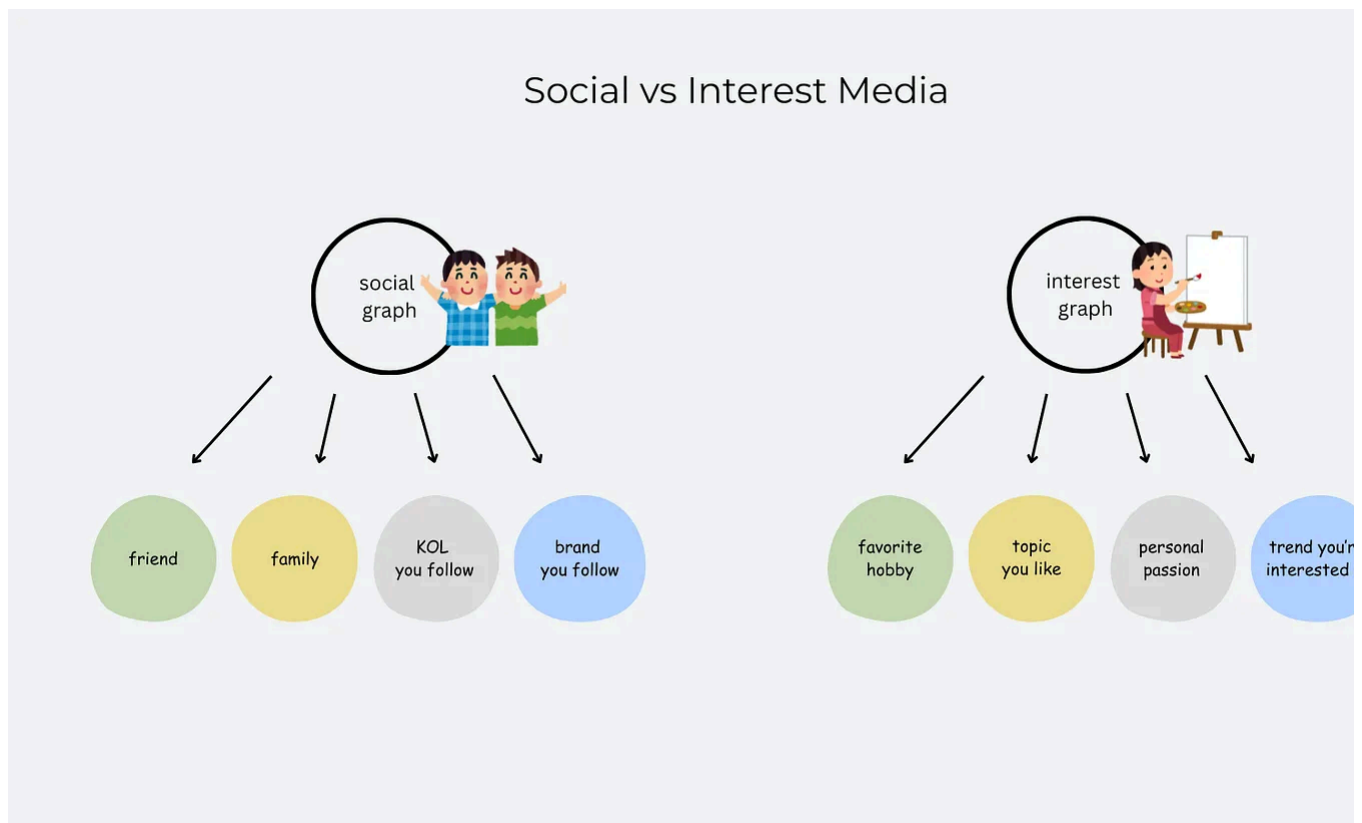 Social vs Interest Media
social
graph
friend
family
KOL
you follow
brand
you follow
interest
graph
favorite
hobby
topic
you like
personal
passion
trend
interested